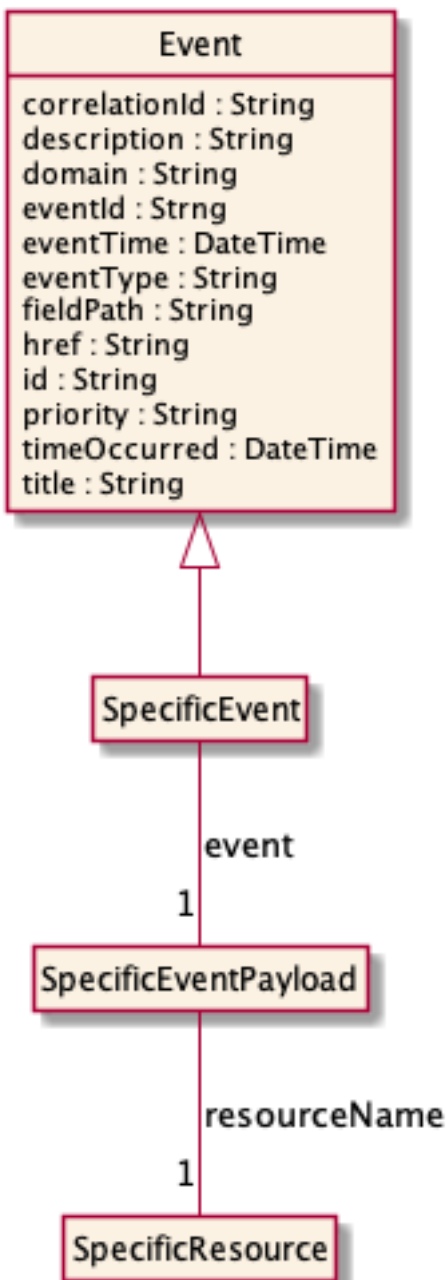 Event
correlationId : String
description : String
domain : String
eventId : Strng
eventTime : DateTime
eventType : String
fieldPath : String
href : String
id : String
priority : String
timeOccurred : DateTime
title : String
SpecificEvent
event
1
SpecificEventPayload
resourceName
1
SpecificResource